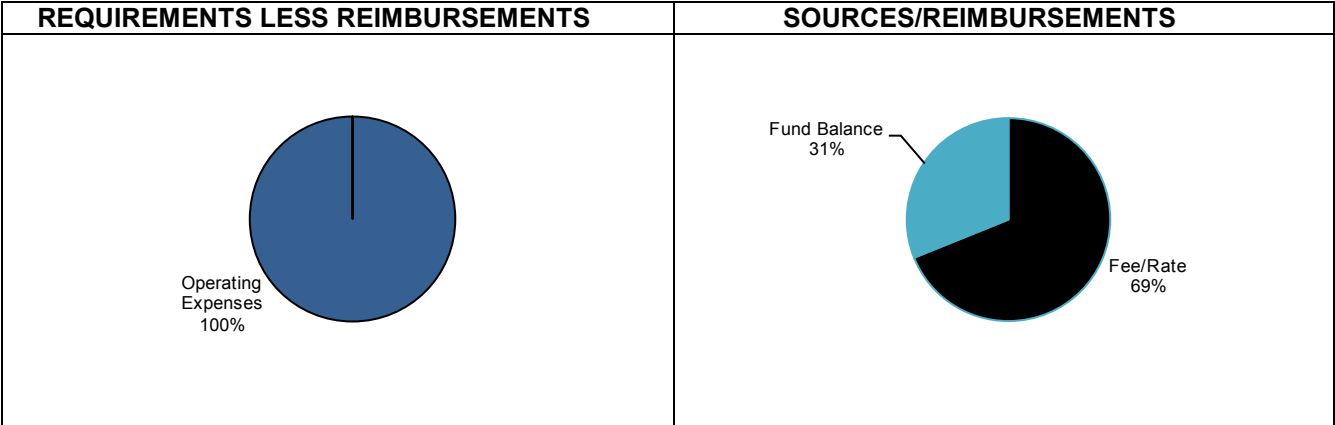 REQUIREMENTS LESS REIMBURSEMENTS
SOURCES/REIMBURSEMENTS
Operating
Expenses
100%
Fund Balance
31%
Fee/Rate
69%